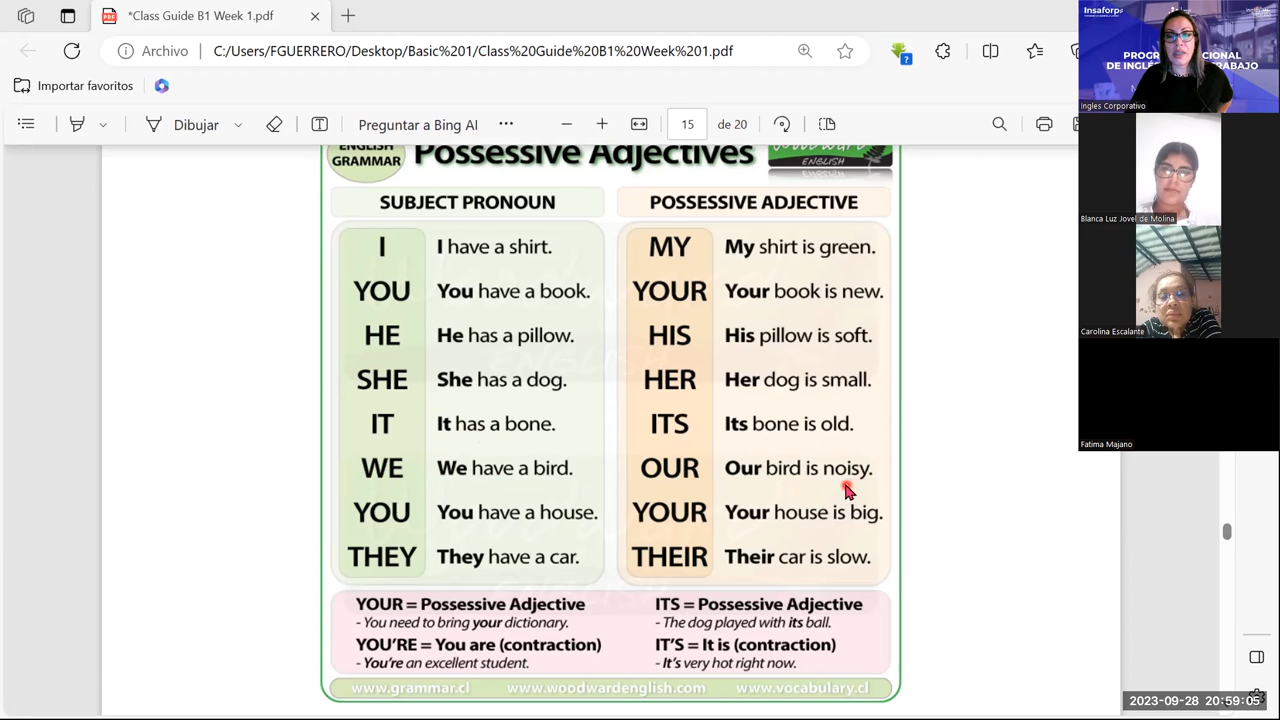 *Class Guide B1 Week 1.pdf
Archivo
C:/Users/FGUERRERO/Desktop/Basic%201/Class%20Guide%20B1%20Week%201.pdf
Importar favoritos
Dibujar
Preguntar a Bing AI
15
de 20
ENGLISH
GRAMMAR
Possessive Adjectives
ENGLISH
SUBJECT PRONOUN
POSSESSIVE ADJECTIVE
I
I have a shirt.
MY
My shirt is green.
YOU
You have a book.
YOUR
Your book is new.
HE
He has a pillow.
HIS
His pillow is soft.
SHE
She has a dog.
HER
Her dog is small.
IT
It has a bone.
ITS
Its bone is old.
WE
We have a bird.
OUR
Our bird is noisy.
YOU
You have a house.
YOUR
Your house is big.
THEY
They have a car.
THEIR
Their car is slow.
YOUR = Possessive Adjective
- You need to bring your dictionary.
YOU'RE = You are (contraction)
- You're an excellent student.
ITS = Possessive Adjective
- The dog played with its ball.
IT'S = It is (contraction)
- It's very hot right now.
www.grammar.cl
www.woodwardenglish.com
www.vocabulary.cl
Insaforp
Ingles Corporativo
Blanca Luz Jovel de Molina
Carolina Escalante
Fatima Majano
2023-09-28 20:59:05